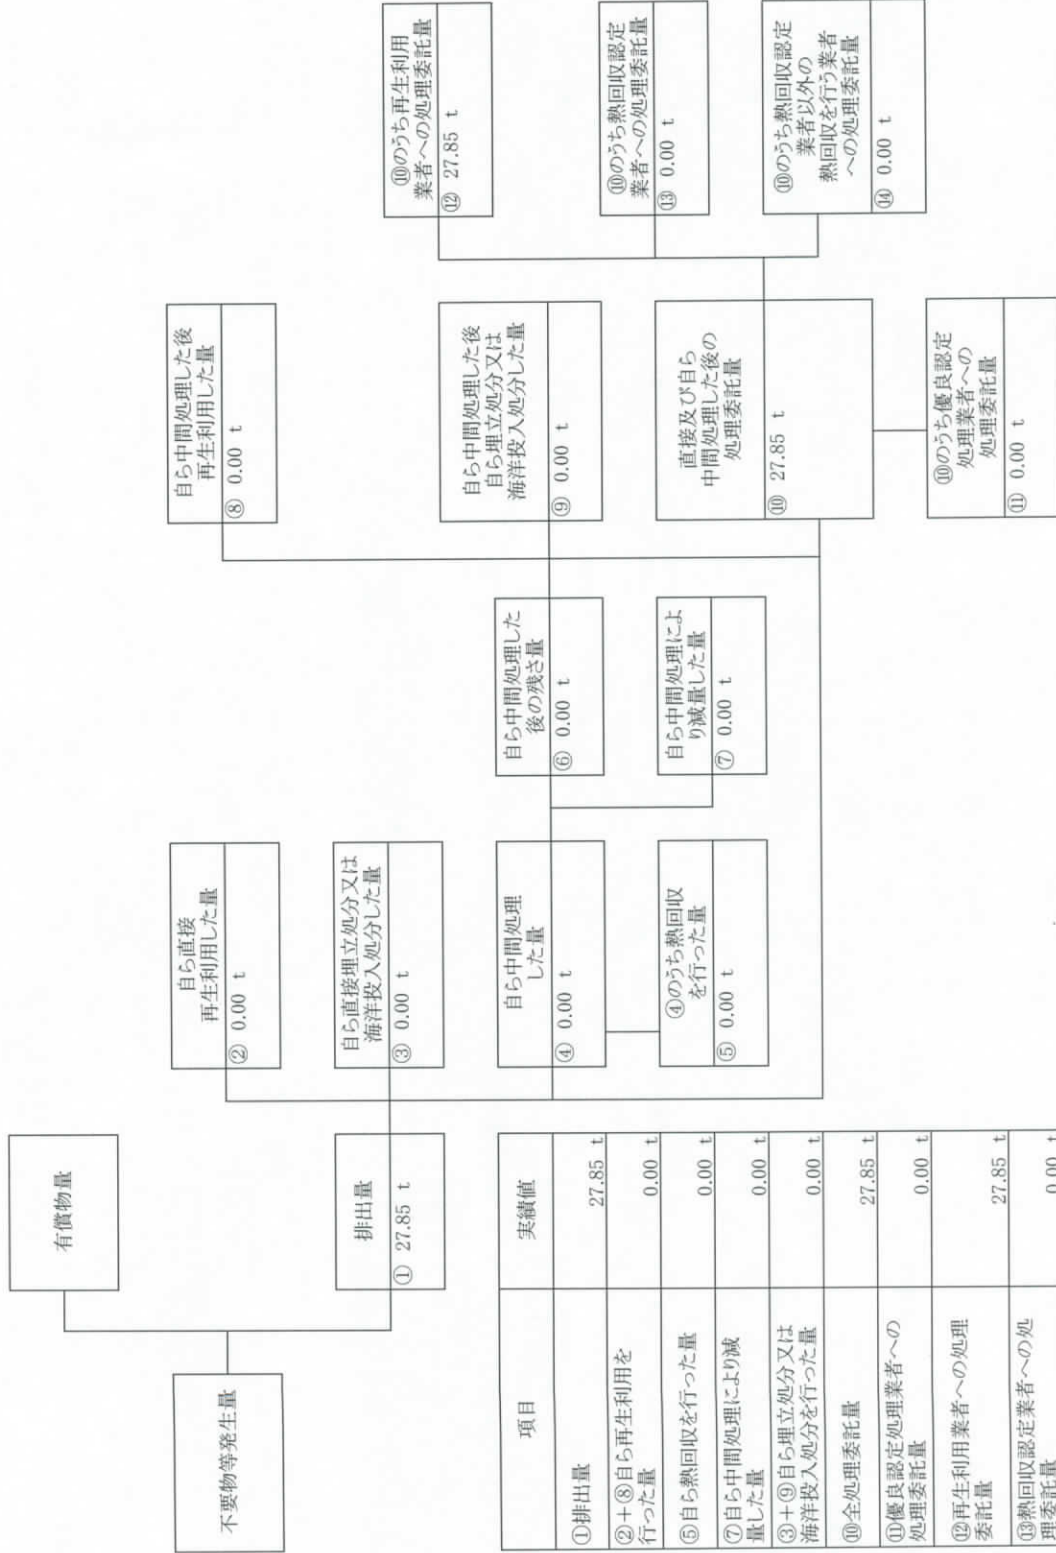 不要物等発生量
有償物量
排出量
① 27.85 t
自ら直接
再生利用した量
② 0.00 t
自ら直接埋立処分又は
海洋投入処分した量
③ 0.00 t
自ら中間処理
した量
④ 0.00 t
④のうち熱回収
を行った量
⑤ 0.00 t
自ら中間処理した
後の残さ量
⑥ 0.00 t
自ら中間処理によ
り減量した量
⑦ 0.00 t
自ら中間処理した後
再生利用した量
⑧ 0.00 t
自ら中間処理した後
自ら埋立処分又は
海洋投入処分した量
⑨ 0.00 t
直接及び自ら
中間処理した後の
処理委託量
⑩ 27.85 t
⑩のうち優良認定
処理業者への
処理委託量
⑪ 0.00 t
⑩のうち再生利用
業者への処理委託量
⑫ 27.85 t
⑩のうち熱回収認定
業者への処理委託量
⑬ 0.00 t
⑩のうち熱回収認定
業者以外の
熱回収を行う業者
への処理委託量
⑭ 0.00 t
項目 実績値
①排出量 27.85 t
②+⑧自ら再生利用を
行った量 0.00 t
⑤自ら熱回収を行った量 0.00 t
⑦自ら中間処理により減
量した量 0.00 t
③+⑨自ら埋立処分又は
海洋投入処分を行った量 0.00 t
⑩全処理委託量 27.85 t
⑪優良認定処理業者への
処理委託量 0.00 t
⑫再生利用業者への処理
委託量 27.85 t
⑬熱回収認定業者への処
理委託量 0.00 t